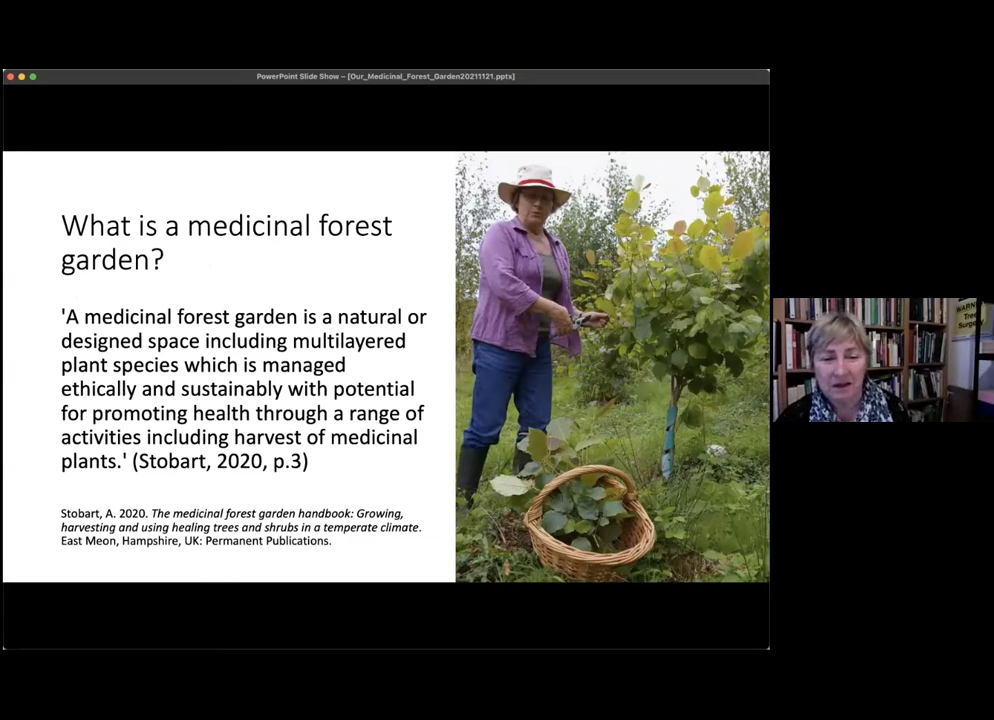 PowerPoint Slide Show – [Our_Medicinal_Forest_Garden20211121.pptx]
What is a medicinal forest
garden?
'A medicinal forest garden is a natural or
designed space including multilayered
plant species which is managed
ethically and sustainably with potential
for promoting health through a range of
activities including harvest of medicinal
plants.' (Stobart, 2020, p.3)
Stobart, A. 2020. The medicinal forest garden handbook: Growing,
harvesting and using healing trees and shrubs in a temperate climate.
East Meon, Hampshire, UK: Permanent Publications.
WARN
Tree
Surge